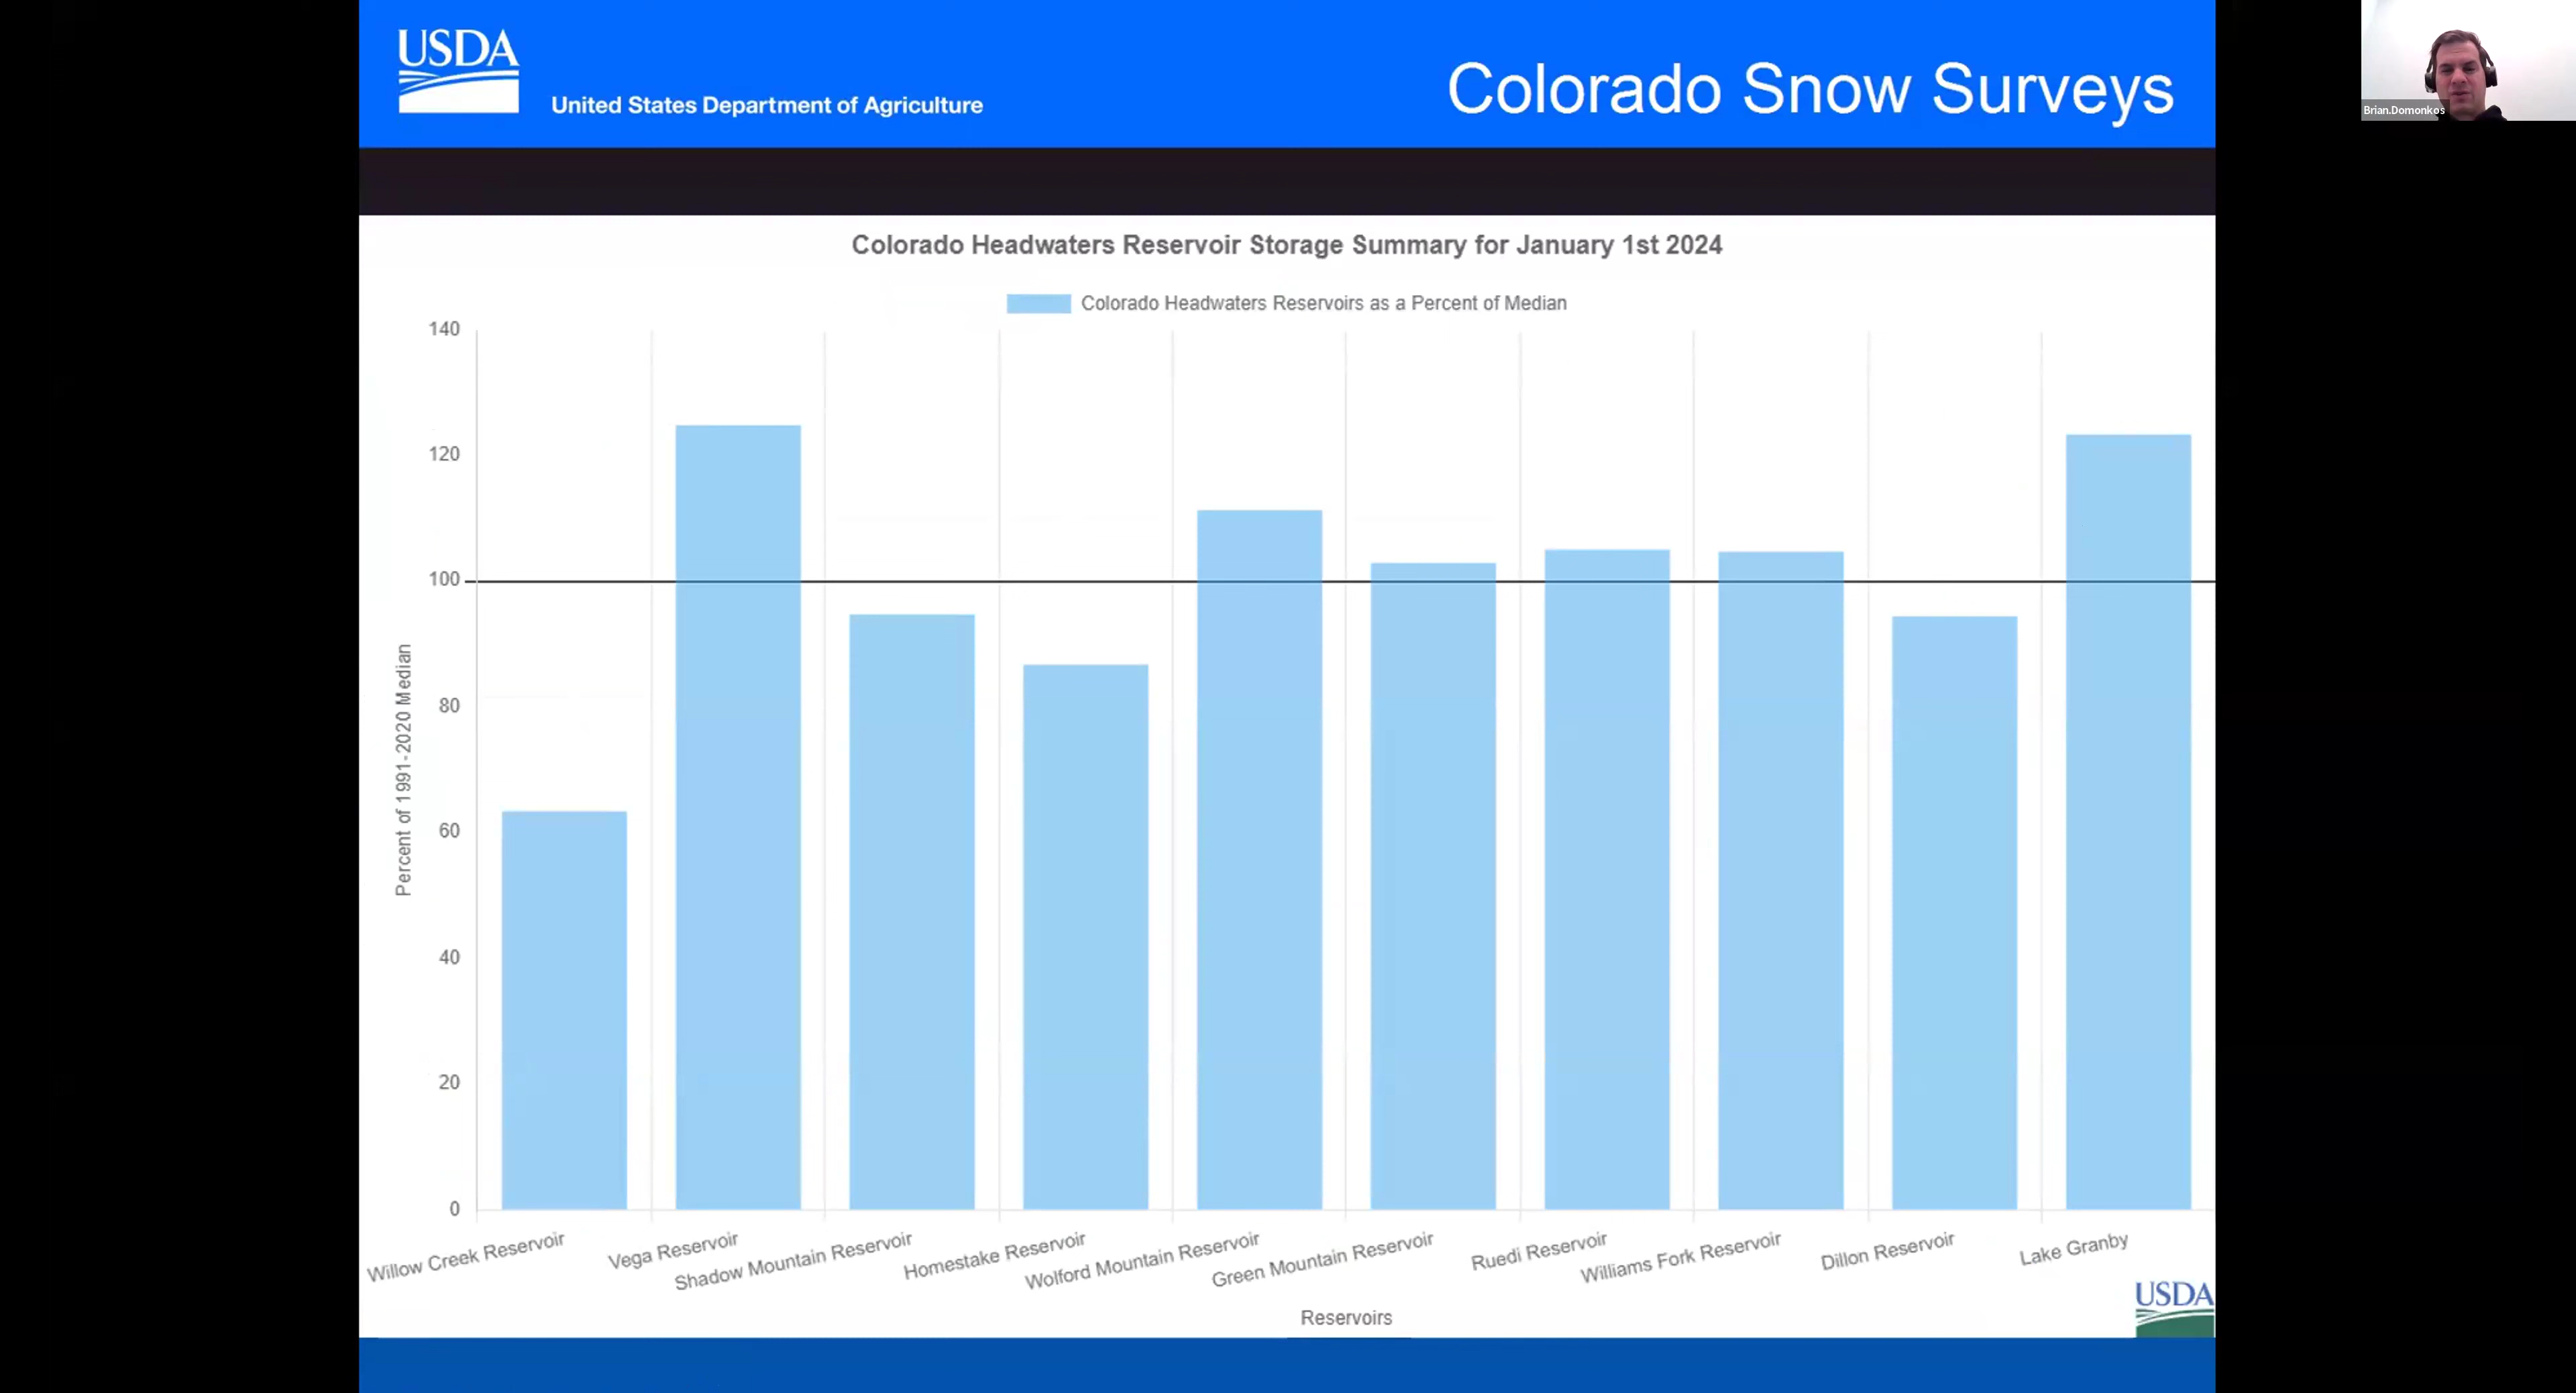 USDA
United States Department of Agriculture
Colorado Snow Surveys
Brian.Domonkos
Colorado Headwaters Reservoir Storage Summary for January 1st 2024
Colorado Headwaters Reservoirs as a Percent of Median
140
120
100
80
60
40
20
0
Percent of 1991-2020 Median
Willow Creek Reservoir
Vega Reservoir
Shadow Mountain Reservoir
Homestake Reservoir
Wolford Mountain Reservoir
Green Mountain Reservoir
Ruedi Reservoir
Williams Fork Reservoir
Dillon Reservoir
Lake Granby
Reservoirs
USDA